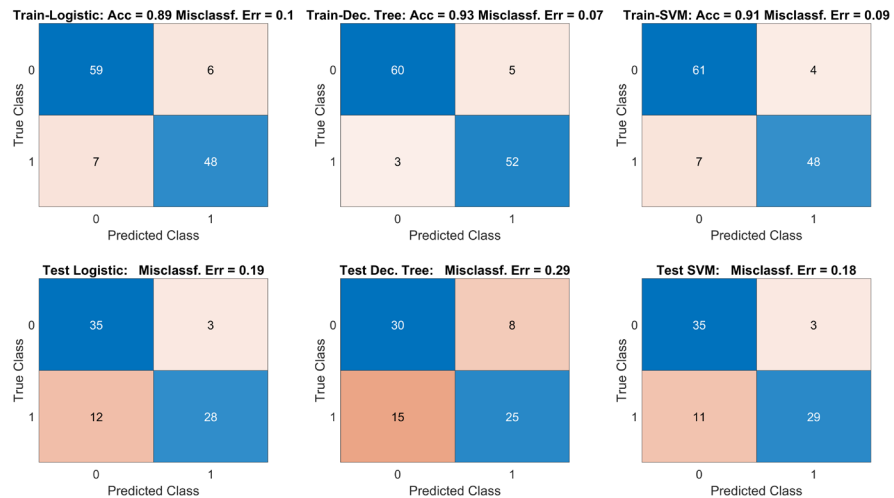 Train-Logistic: Acc = 0.89 Misclassf. Err = 0.1
True Class
0 59 6
1 7 48
0 1
Predicted Class
Train-Dec. Tree: Acc = 0.93 Misclassf. Err = 0.07
True Class
0 60 5
1 3 52
0 1
Predicted Class
Train-SVM: Acc = 0.91 Misclassf. Err = 0.09
True Class
0 61 4
1 7 48
0 1
Predicted Class
Test Logistic: Misclassf. Err = 0.19
True Class
0 35 3
1 12 28
0 1
Predicted Class
Test Dec. Tree: Misclassf. Err = 0.29
True Class
0 30 8
1 15 25
0 1
Predicted Class
Test SVM: Misclassf. Err = 0.18
True Class
0 35 3
1 11 29
0 1
Predicted Class